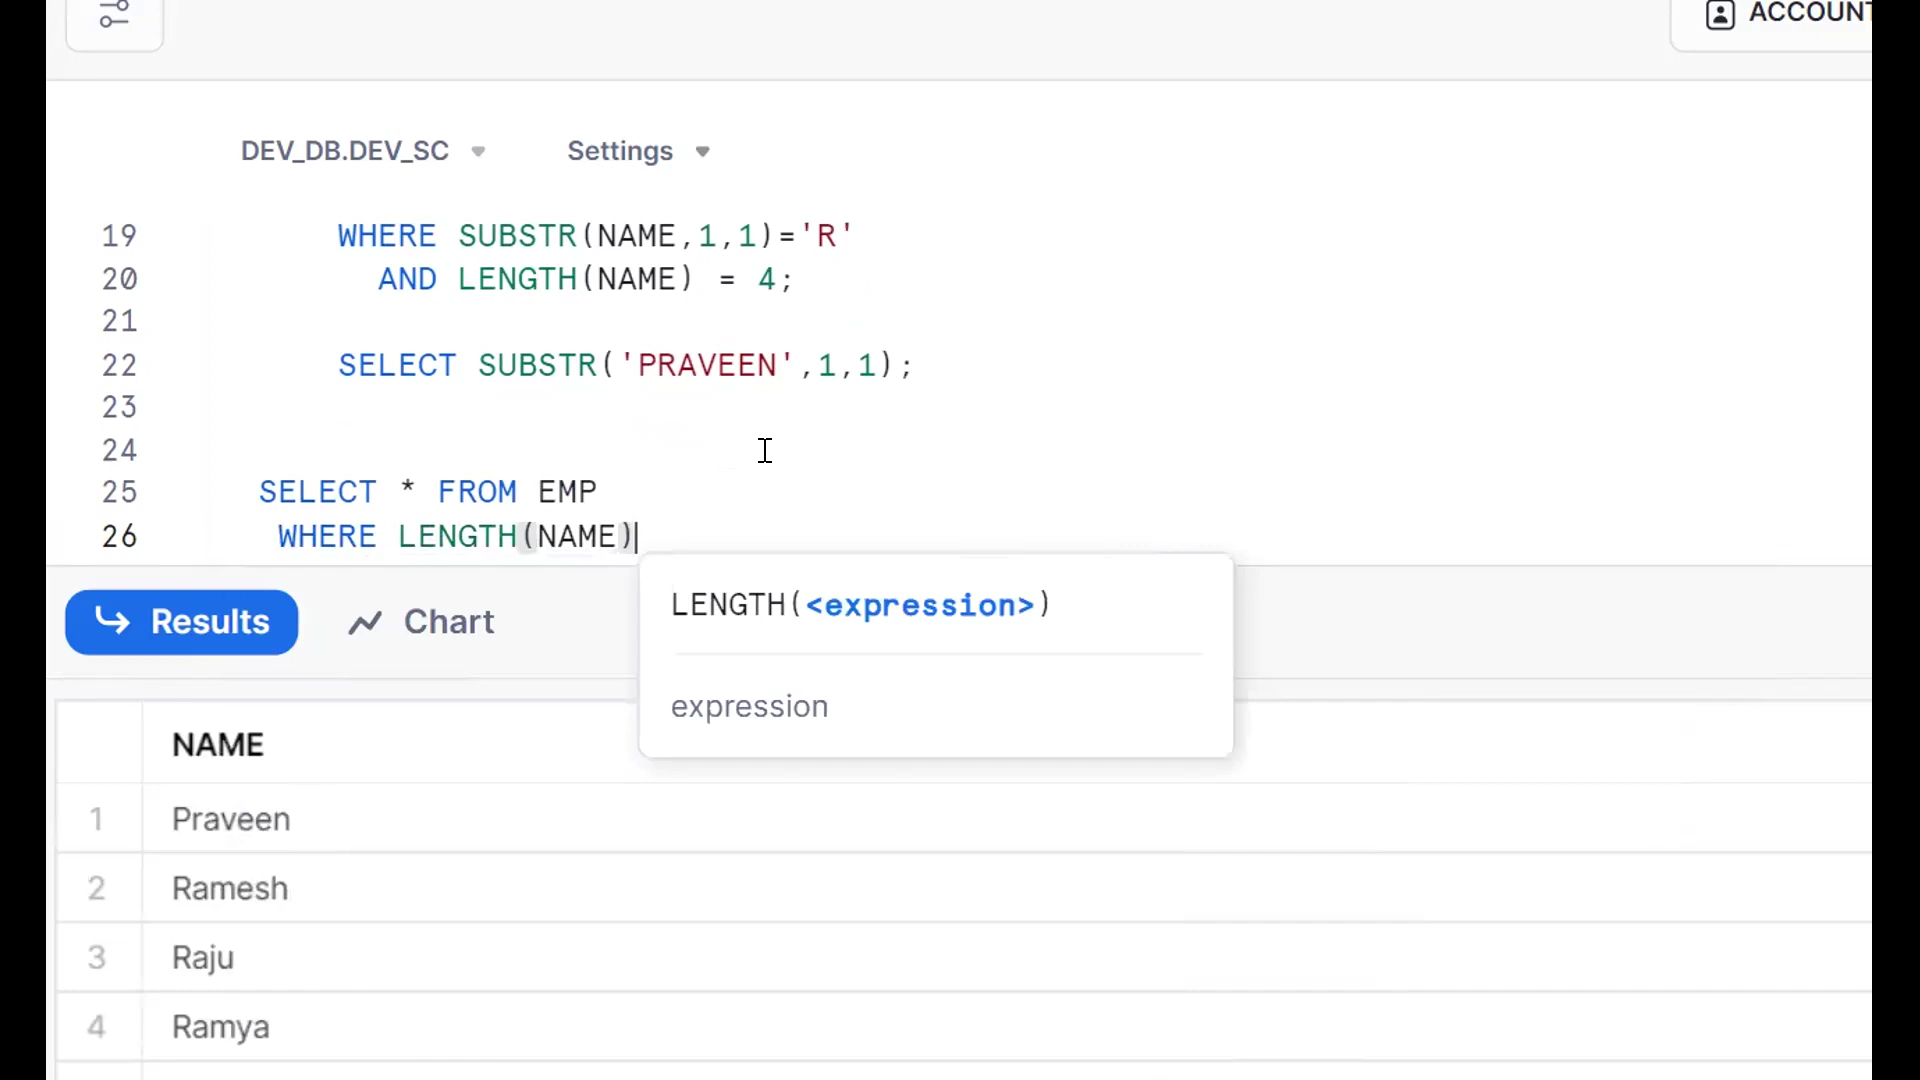 ACCOUNT
DEV_DB.DEV_SC Settings
19 WHERE SUBSTR(NAME,1,1)='R'
20 AND LENGTH(NAME) = 4;
21
22 SELECT SUBSTR('PRAVEEN',1,1);
23
24
25 SELECT * FROM EMP
26 WHERE LENGTH(NAME)
LENGTH(<expression>)
expression
Results Chart
NAME
1 Praveen
2 Ramesh
3 Raju
4 Ramya